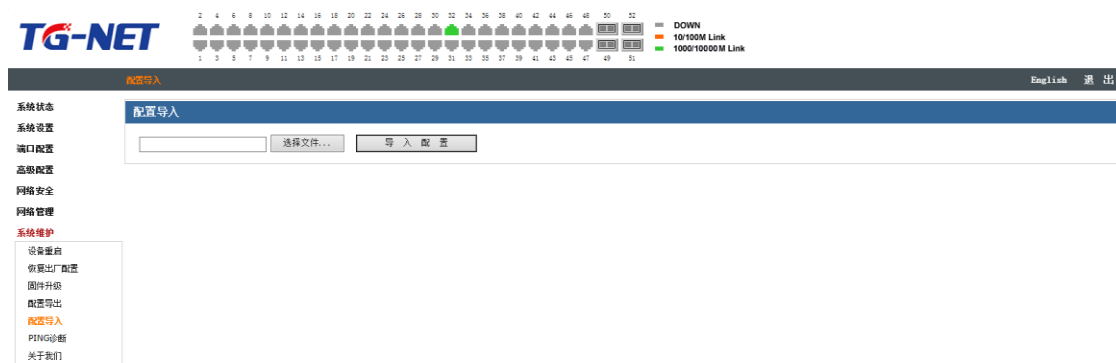 TG-NET
2 4 6 8 10 12 14 16 18 20 22 24 26 28 30 32 34 36 38 40 42 44 46 48 50 52
1 3 5 7 9 11 13 15 17 19 21 23 25 27 29 31 33 35 37 39 41 43 45 47 49 51
DOWN
10/100M Link
1000/10000M Link
配置导入
English 退 出
系统状态
系统设置
端口配置
高级配置
网络安全
网络管理
系统维护
设备重启
恢复出厂配置
固件升级
配置导出
配置导入
PING诊断
关于我们
配置导入
选择文件...
导 入 配 置